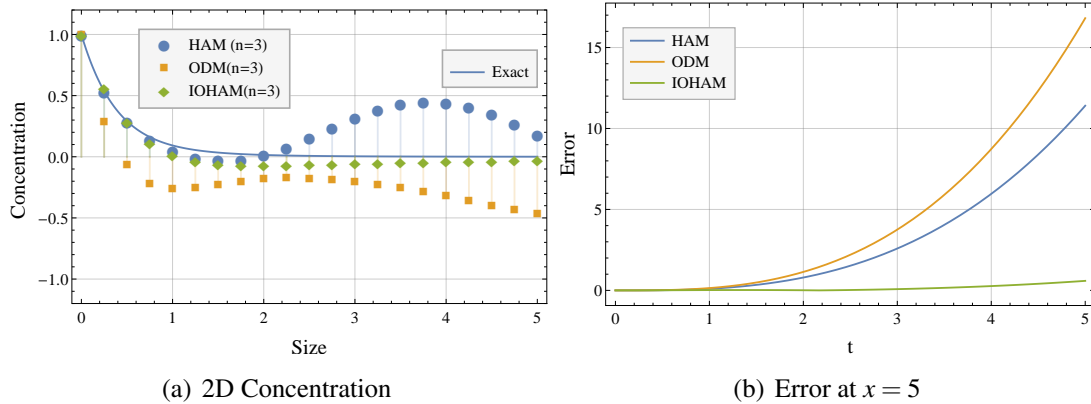 HAM (n=3)
ODM(n=3)
IOHAM(n=3)
Exact
1.0
0.5
0.0
-0.5
-1.0
Concentration
0 1 2 3 4 5
Size
(a) 2D Concentration
HAM
ODM
IOHAM
15
10
5
0
Error
0 1 2 3 4 5
t
(b) Error at x = 5